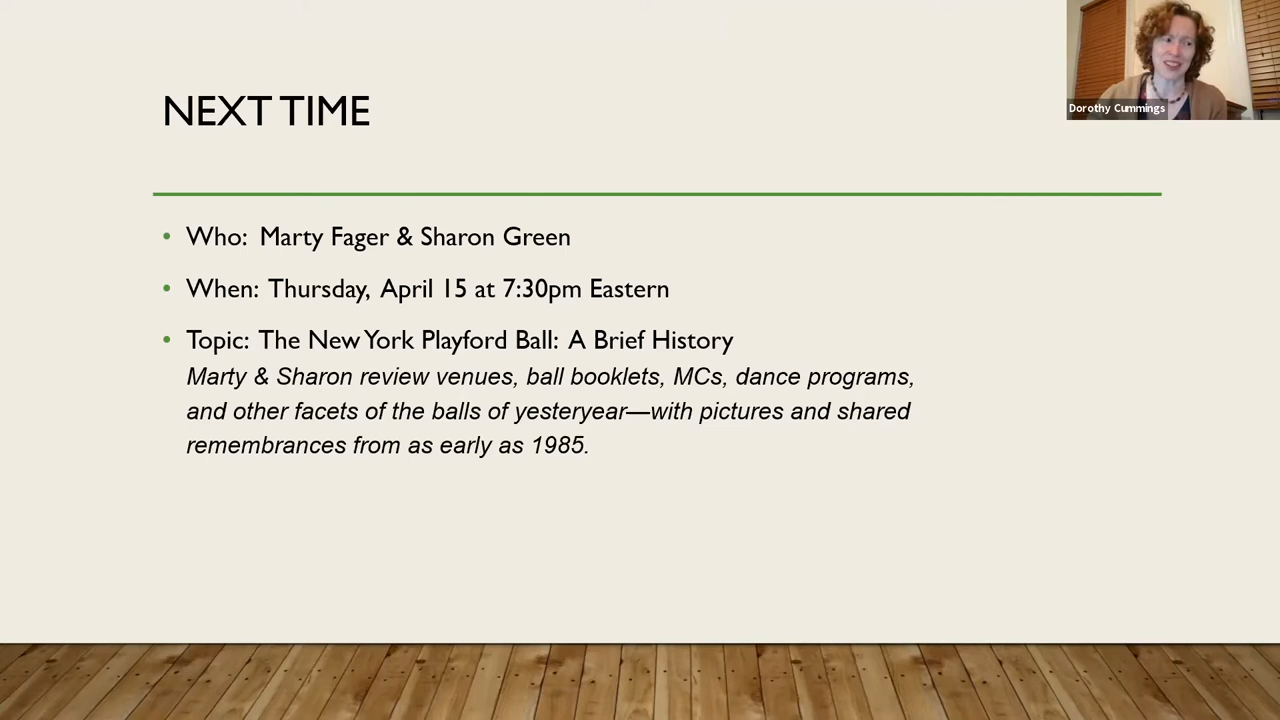 NEXT TIME
Dorothy Cummings
• Who: Marty Fager & Sharon Green
• When: Thursday, April 15 at 7:30pm Eastern
• Topic: The New York Playford Ball: A Brief History
Marty & Sharon review venues, ball booklets, MCs, dance programs,
and other facets of the balls of yesteryear—with pictures and shared
remembrances from as early as 1985.